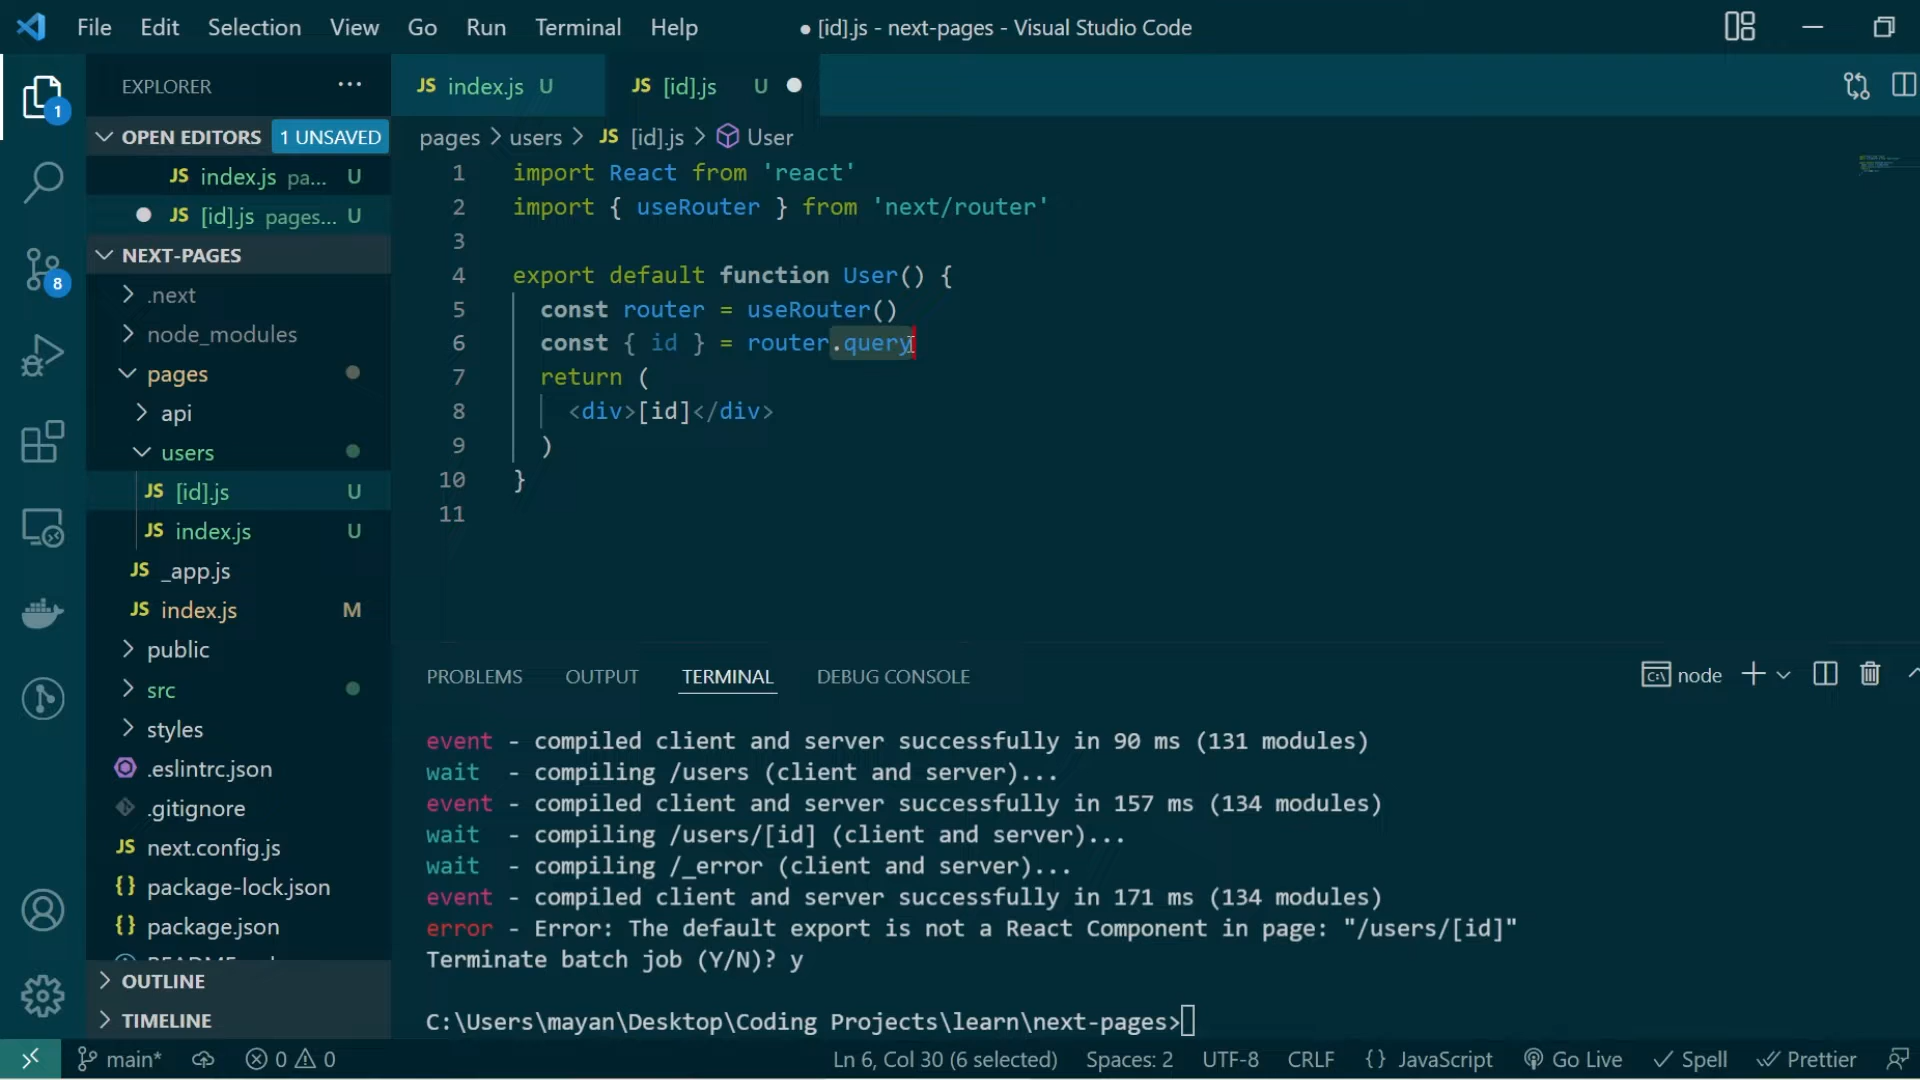 File Edit Selection View Go Run Terminal Help ● [id].js - next-pages - Visual Studio Code
EXPLORER ···
JS index.js U JS [id].js U
1
OPEN EDITORS 1 UNSAVED
pages > users > JS [id].js > User
JS index.js pa... U
JS [id].js pages... U
NEXT-PAGES
.next
node_modules
pages
api
users
JS [id].js U
JS index.js U
JS _app.js
JS index.js M
public
src
styles
.eslintrc.json
.gitignore
JS next.config.js
{} package-lock.json
{} package.json
OUTLINE
TIMELINE
8
1 import React from 'react'
2 import { useRouter } from 'next/router'
3
4 export default function User() {
5 const router = useRouter()
6 const { id } = router.query
7 return (
8 <div>[id]</div>
9 )
10 }
11
PROBLEMS OUTPUT TERMINAL DEBUG CONSOLE node
event - compiled client and server successfully in 90 ms (131 modules)
wait - compiling /users (client and server)...
event - compiled client and server successfully in 157 ms (134 modules)
wait - compiling /users/[id] (client and server)...
wait - compiling /_error (client and server)...
event - compiled client and server successfully in 171 ms (134 modules)
error - Error: The default export is not a React Component in page: "/users/[id]"
Terminate batch job (Y/N)? y
C:\Users\mayan\Desktop\Coding Projects\learn\next-pages>
main* 0 0 Ln 6, Col 30 (6 selected) Spaces: 2 UTF-8 CRLF {} JavaScript Go Live Spell Prettier